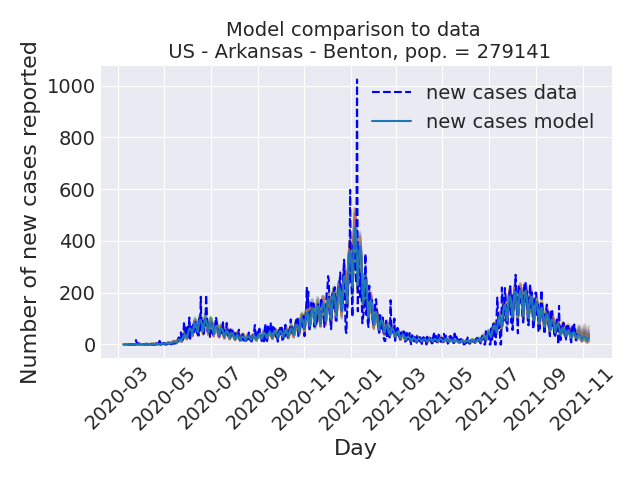 Model comparison to data
US - Arkansas - Benton, pop. = 279141
Number of new cases reported
1000
800
600
400
200
0
new cases data
new cases model
2020-03
2020-05
2020-07
2020-09
2020-11
2021-01
2021-03
2021-05
2021-07
2021-09
2021-11
Day